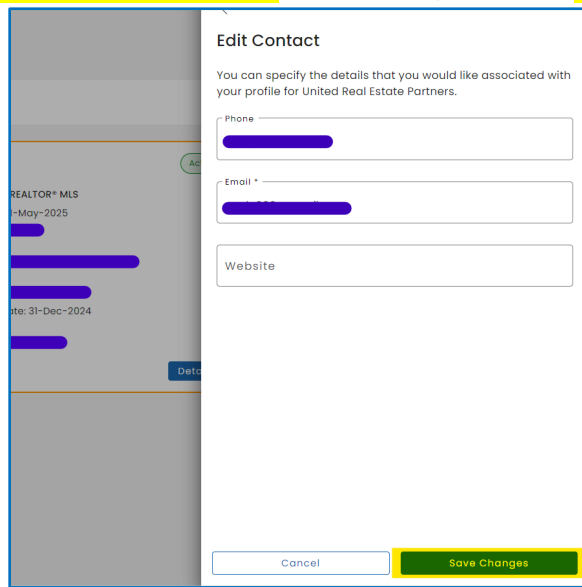 Edit Contact
You can specify the details that you would like associated with
your profile for United Real Estate Partners.
Phone
Email *
Website
REALTOR® MLS
-May-2025
ate: 31-Dec-2024
Deta
Cancel
Save Changes